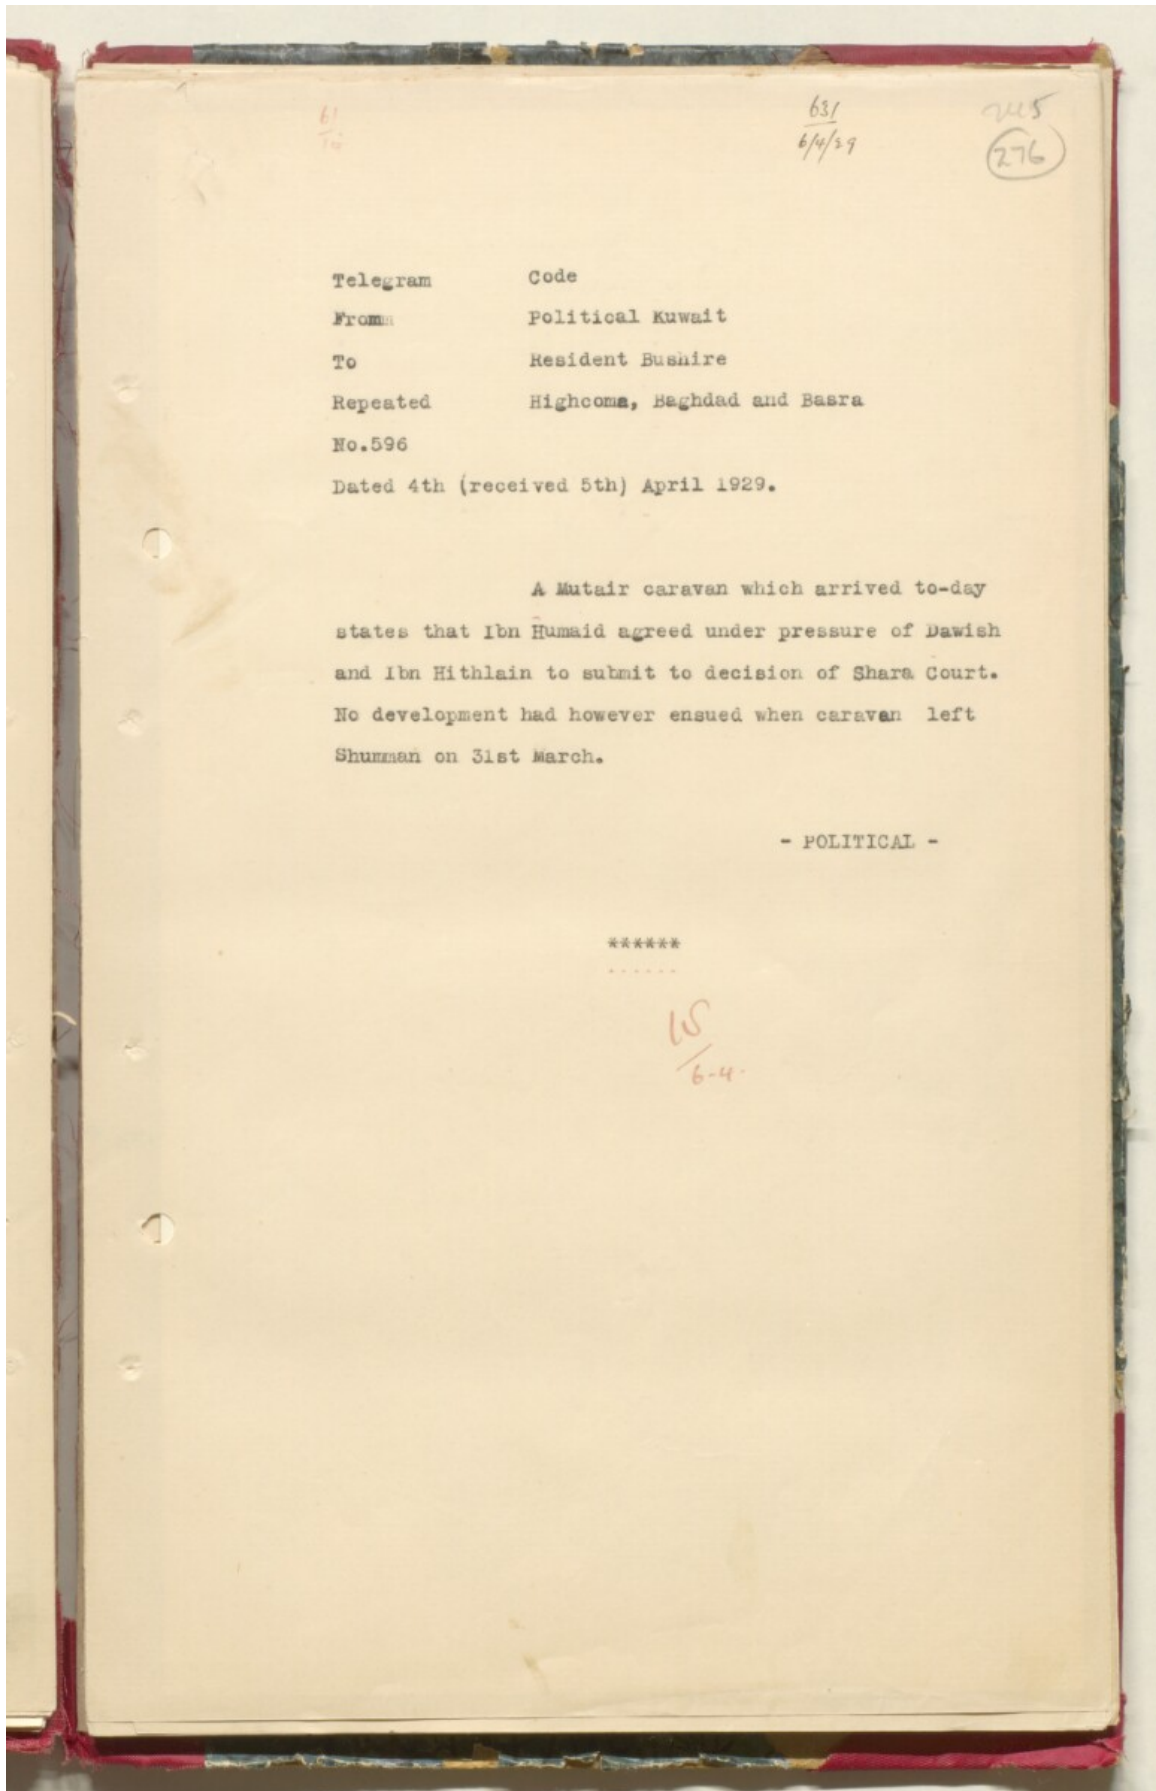 631
6/4/29
276
Telegram Code
From Political Kuwait
To Resident Bushire
Repeated Highcoma, Baghdad and Basra
No.596
Dated 4th (received 5th) April 1929.
A Mutair caravan which arrived to-day
states that Ibn Humaid agreed under pressure of Dawish
and Ibn Hithlain to submit to decision of Shara Court.
No development had however ensued when caravan left
Shumman on 31st March.
- POLITICAL -
******
6-4.